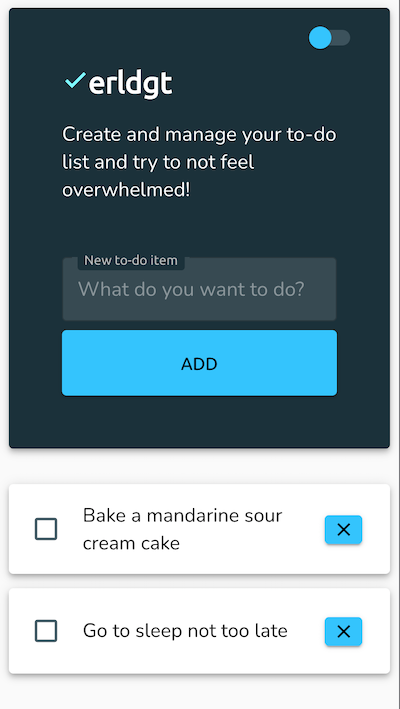 erldgt
Create and manage your to-do
list and try to not feel
overwhelmed!
New to-do item
What do you want to do?
ADD
Bake a mandarine sour
cream cake
Go to sleep not too late